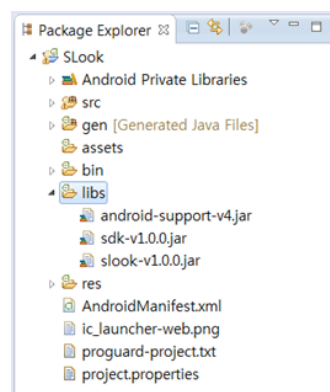 Package Explorer
SLook
Android Private Libraries
src
gen [Generated Java Files]
assets
bin
libs
android-support-v4.jar
sdk-v1.0.0.jar
slook-v1.0.0.jar
res
AndroidManifest.xml
ic_launcher-web.png
proguard-project.txt
project.properties